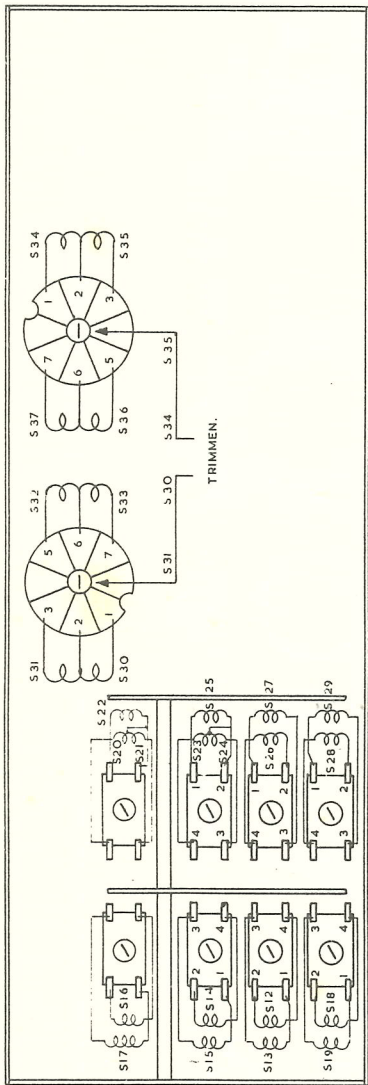 S31 S32 S37 S34
3 5 7 1
2 6 6 2
1 7 5 3
S30 S33 S36 S35
S17 S16 S20 S22
S21
S31 S30 S34 S35
TRIMMEN.
S15 2 3 4 1 S23 S25
S14
1 4 3 2 S24
S13 2 3 4 1 S26 S27
S12
1 4 3 2
S19 2 3 4 1 S28 S29
S18
1 4 3 2